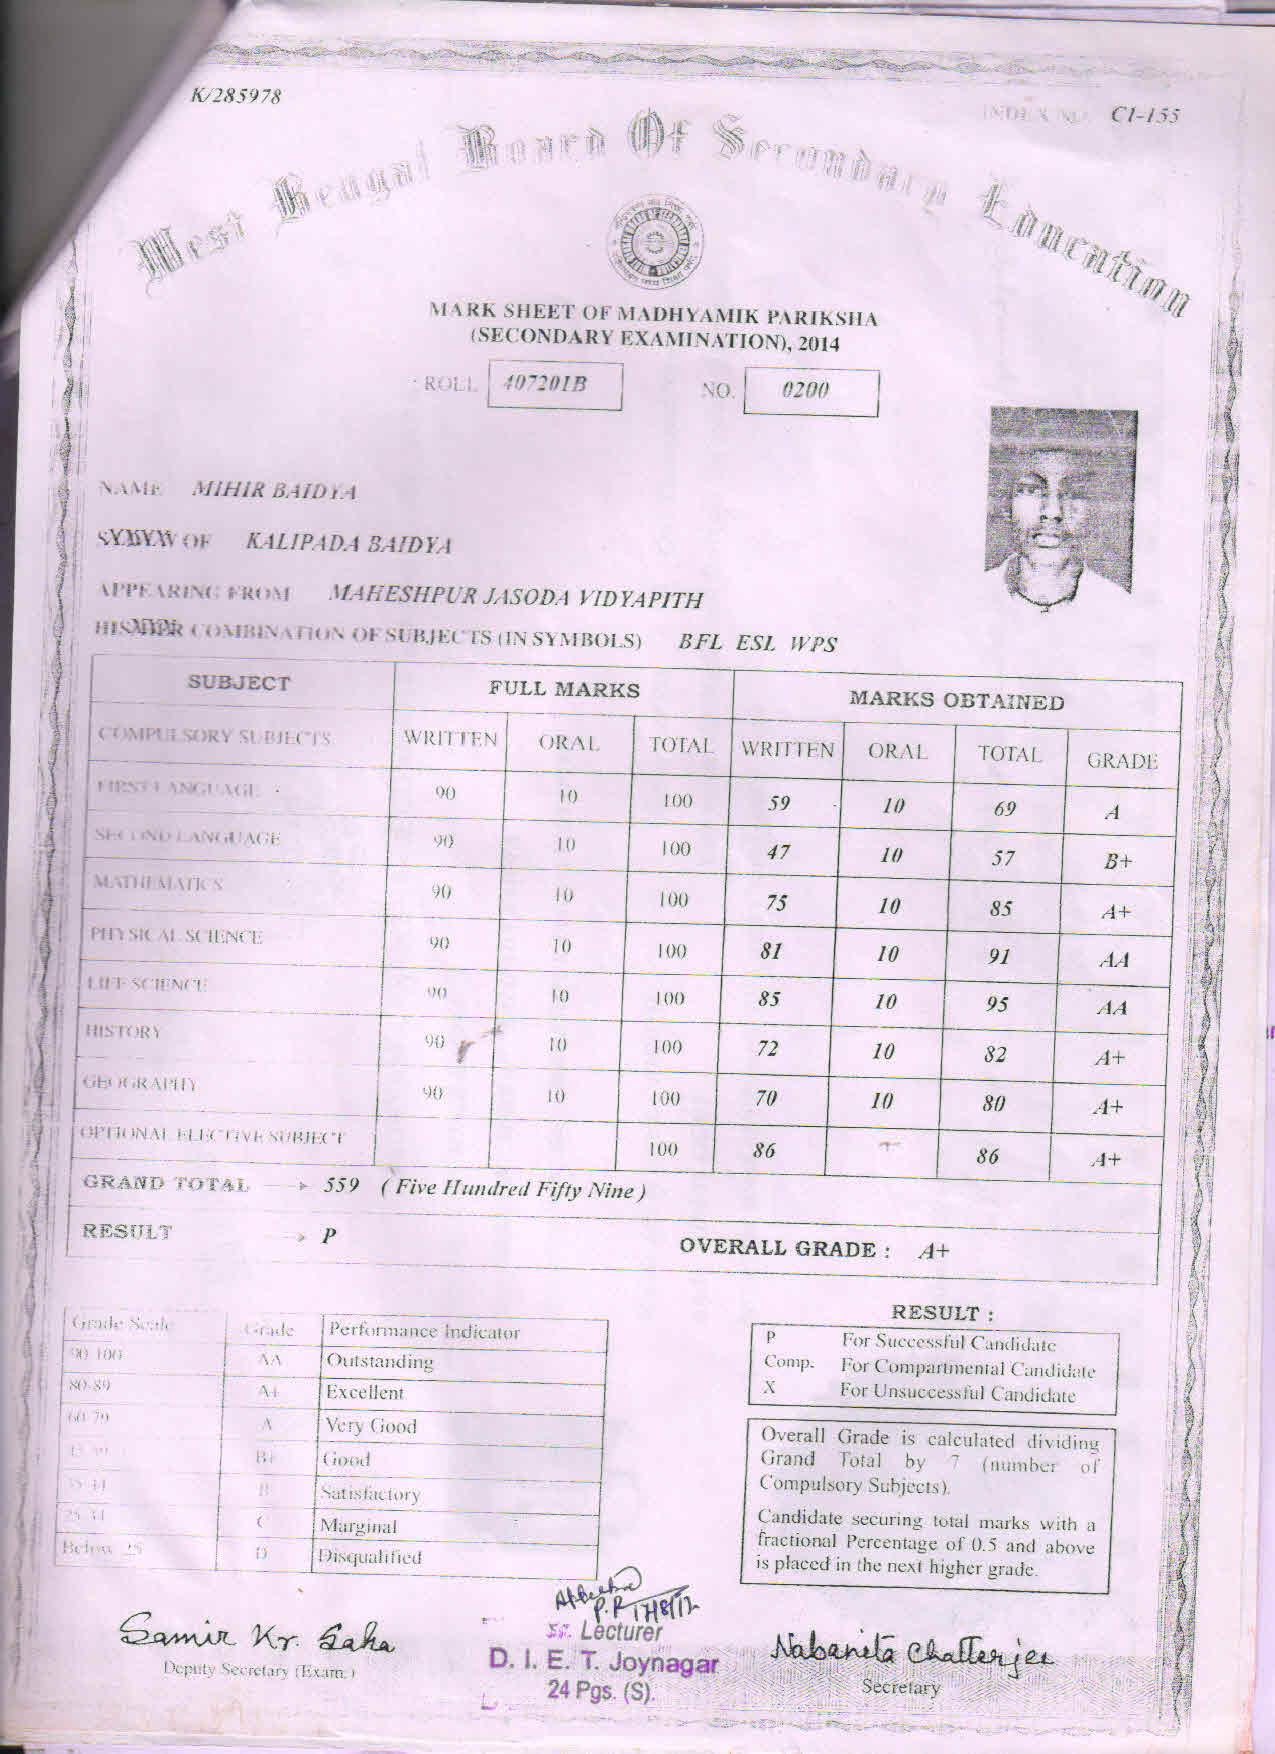 K/285978
INDEX NO. C1-155
West Bengal Board Of Secondary Education
MARK SHEET OF MADHYAMIK PARIKSHA
(SECONDARY EXAMINATION), 2014
ROLL 407201B NO. 0200
NAME MIHIR BAIDYA
OF KALIPADA BAIDYA
APPEARING FROM MAHESHPUR JASODA VIDYAPITH
HIS COMBINATION OF SUBJECTS (IN SYMBOLS) BFL ESL WPS
SUBJECT FULL MARKS MARKS OBTAINED
COMPULSORY SUBJECTS WRITTEN ORAL TOTAL WRITTEN ORAL TOTAL GRADE
FIRST LANGUAGE 90 10 100 59 10 69 A
SECOND LANGUAGE 90 10 100 47 10 57 B+
MATHEMATICS 90 10 100 75 10 85 A+
PHYSICAL SCIENCE 90 10 100 81 10 91 AA
LIFE SCIENCE 90 10 100 85 10 95 AA
HISTORY 90 10 100 72 10 82 A+
GEOGRAPHY 90 10 100 70 10 80 A+
OPTIONAL ELECTIVE SUBJECT 100 86 86 A+
GRAND TOTAL → 559 (Five Hundred Fifty Nine)
RESULT → P OVERALL GRADE : A+
Grade Scale Grade Performance Indicator
90-100 AA Outstanding
80-89 A+ Excellent
60-79 A Very Good
B+ Good
35-44 B Satisfactory
25-34 C Marginal
Below 25 D Disqualified
RESULT :
P For Successful Candidate
Comp. For Compartmental Candidate
X For Unsuccessful Candidate
Overall Grade is calculated dividing
Grand Total by 7 (number of
Compulsory Subjects).
Candidate securing total marks with a
fractional Percentage of 0.5 and above
is placed in the next higher grade.
Samir Kr. Saha
Deputy Secretary (Exam.)
P.R 17/8/12
Sr. Lecturer
D. I. E. T. Joynagar
24 Pgs. (S).
Nabanita Chatterjee
Secretary